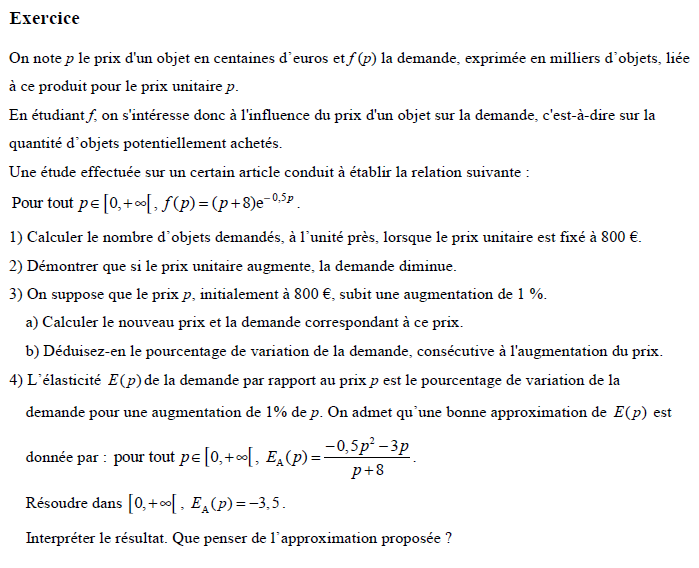 Exercice
On note p le prix d'un objet en centaines d'euros et f (p) la demande, exprimée en milliers d'objets, liée
à ce produit pour le prix unitaire p.
En étudiant f, on s'intéresse donc à l'influence du prix d'un objet sur la demande, c'est-à-dire sur la
quantité d'objets potentiellement achetés.
Une étude effectuée sur un certain article conduit à établir la relation suivante :
Pour tout p∈[0,+∞[, f(p)=(p+8)e^{-0,5p}.
1) Calculer le nombre d'objets demandés, à l'unité près, lorsque le prix unitaire est fixé à 800 €.
2) Démontrer que si le prix unitaire augmente, la demande diminue.
3) On suppose que le prix p, initialement à 800 €, subit une augmentation de 1 %.
a) Calculer le nouveau prix et la demande correspondant à ce prix.
b) Déduisez-en le pourcentage de variation de la demande, consécutive à l'augmentation du prix.
4) L'élasticité E(p) de la demande par rapport au prix p est le pourcentage de variation de la
demande pour une augmentation de 1% de p. On admet qu'une bonne approximation de E(p) est
donnée par : pour tout p∈[0,+∞[, E_A(p)=\frac{-0,5p²-3p}{p+8}.
Résoudre dans [0,+∞[, E_A(p)=-3,5.
Interpréter le résultat. Que penser de l'approximation proposée ?